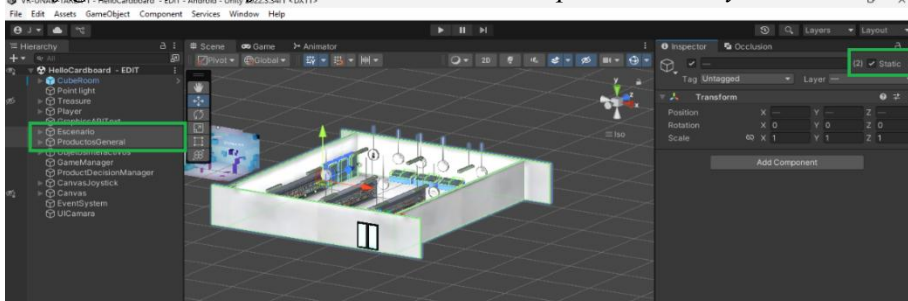 File Edit Assets GameObject Component Services Window Help
Layers Layout
Hierarchy
Scene Game Animator
Inspector Occlusion
All
Pivot Global 2D
(2) Static
HelloCardboard - EDIT
Tag Untagged Layer —
CubeRoom
Point light
Treasure
Transform
Player
Position X — Y — Z —
Rotation X 0 Y 0 Z 0
Escenario
Iso
Scale X 1 Y 1 Z 1
ProductosGeneral
Add Component
GameManager
ProductDecisionManager
CanvasJoystick
Canvas
EventSystem
UICamara